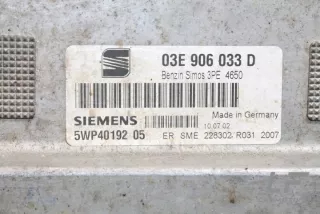 03E 906 033 D
Benzin Simos 3PE 4650
Made in Germany
SIEMENS
10.07.02
5WP40192 05
ER SME 228302 R031 2007